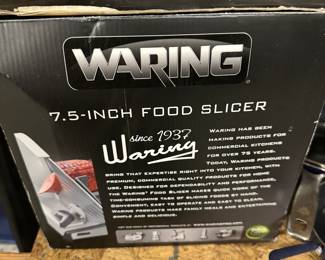 WARING
7.5-INCH FOOD SLICER
since 1937
Waring
WARING HAS BEEN
MAKING PRODUCTS FOR
COMMERCIAL KITCHENS
FOR OVER 75 YEARS.
TODAY, WARING PRODUCTS
BRING THAT EXPERTISE RIGHT INTO YOUR KITCHEN, WITH
PREMIUM, COMMERCIAL QUALITY PRODUCTS FOR HOME
USE. DESIGNED FOR DEPENDABILITY AND PERFORMANCE,
THE WARING® FOOD SLICER MAKES QUICK WORK OF THE
TIME-CONSUMING TASK OF SLICING FOODS BY HAND.
CONVENIENT, EASY TO OPERATE AND EASY TO CLEAN,
WARING PRODUCTS MAKE FAMILY MEALS AND ENTERTAINING
SIMPLE AND DELICIOUS.